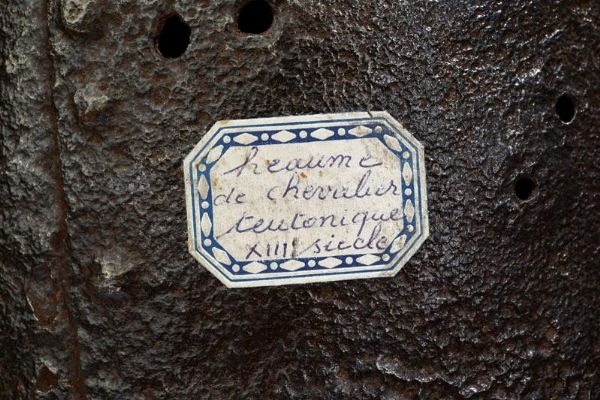 heaume
de chevalier
teutonique
XIIIe siècle